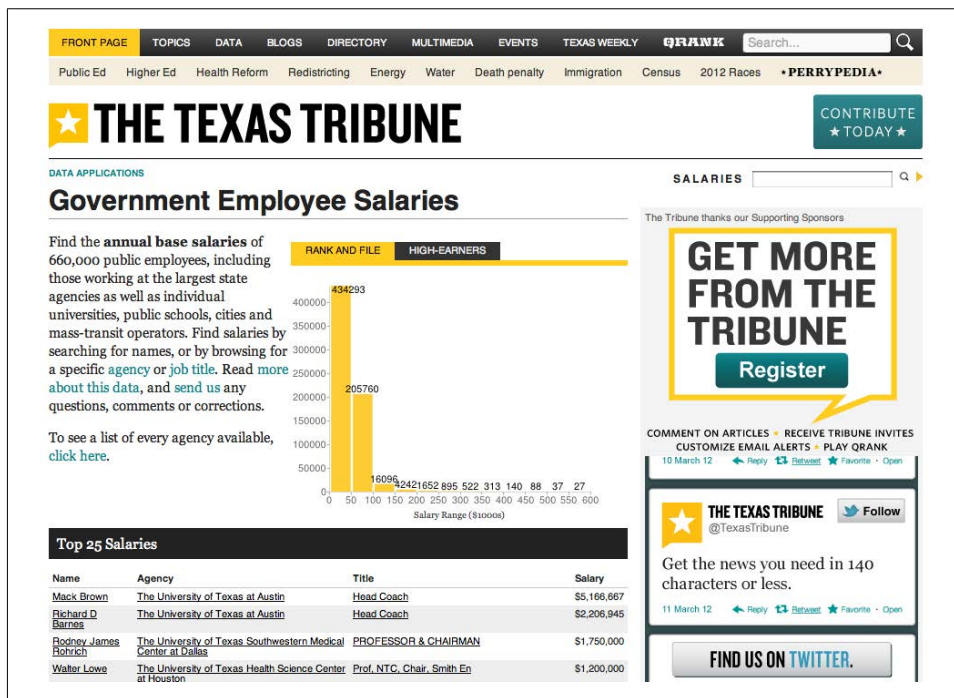 FRONT PAGE TOPICS DATA BLOGS DIRECTORY MULTIMEDIA EVENTS TEXAS WEEKLY QRANK Search...
Public Ed Higher Ed Health Reform Redistricting Energy Water Death penalty Immigration Census 2012 Races ★PERRYPEDIA★
THE TEXAS TRIBUNE
CONTRIBUTE
★TODAY★
DATA APPLICATIONS
Government Employee Salaries
SALARIES
Find the annual base salaries of
660,000 public employees, including
those working at the largest state
agencies as well as individual
universities, public schools, cities and
mass-transit operators. Find salaries by
searching for names, or by browsing for
a specific agency or job title. Read more
about this data, and send us any
questions, comments or corrections.
To see a list of every agency available,
click here.
RANK AND FILE HIGH-EARNERS
434293
400000
350000
300000
250000
205760
200000
150000
100000
50000
16096 4242 1652 895 522 313 140 88 37 27
0
0 50 100 150 200 250 300 350 400 450 500 550 600
Salary Range ($1000s)
The Tribune thanks our Supporting Sponsors
GET MORE
FROM THE
TRIBUNE
Register
COMMENT ON ARTICLES ★ RECEIVE TRIBUNE INVITES
CUSTOMIZE EMAIL ALERTS ★ PLAY QRANK
10 March 12 Reply Retweet Favorite · Open
THE TEXAS TRIBUNE Follow
@TexasTribune
Get the news you need in 140
characters or less.
11 March 12 Reply Retweet Favorite · Open
FIND US ON TWITTER.
Top 25 Salaries
Name Agency Title Salary
Mack Brown The University of Texas at Austin Head Coach $5,166,667
Richard D The University of Texas at Austin Head Coach $2,206,945
Barnes
Rodney James The University of Texas Southwestern Medical PROFESSOR & CHAIRMAN $1,750,000
Rohrich Center at Dallas
Walter Lowe The University of Texas Health Science Center Prof, NTC, Chair, Smith En $1,200,000
at Houston